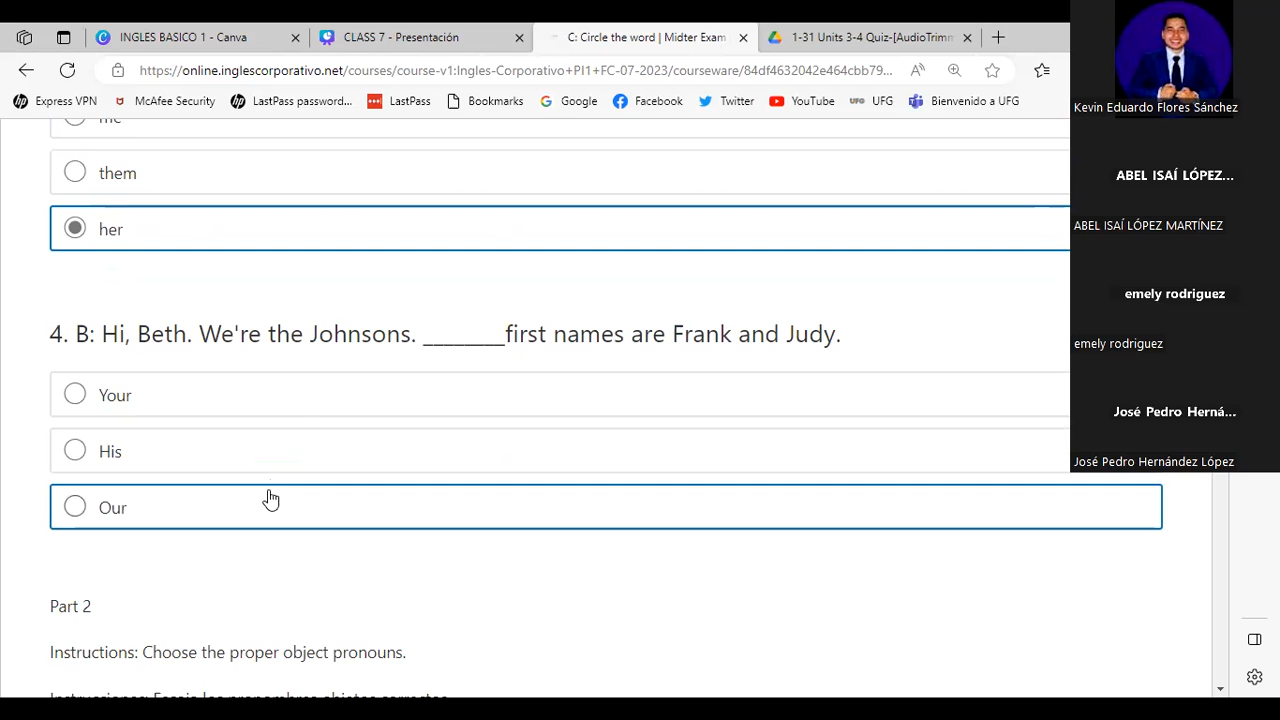 INGLES BASICO 1 - Canva
CLASS 7 - Presentación
C: Circle the word | Midter Exam
1-31 Units 3-4 Quiz-[AudioTrimm
https://online.inglescorporativo.net/courses/course-v1:Ingles-Corporativo+PI1+FC-07-2023/courseware/84df4632042e464cbb79...
Express VPN
McAfee Security
LastPass password...
LastPass
Bookmarks
Google
Facebook
Twitter
YouTube
UFG
Bienvenido a UFG
Kevin Eduardo Flores Sánchez
me
them
ABEL ISAÍ LÓPEZ...
ABEL ISAÍ LÓPEZ MARTÍNEZ
her
emely rodriguez
emely rodriguez
4. B: Hi, Beth. We're the Johnsons. ________first names are Frank and Judy.
Your
José Pedro Herná...
His
José Pedro Hernández López
Our
Part 2
Instructions: Choose the proper object pronouns.